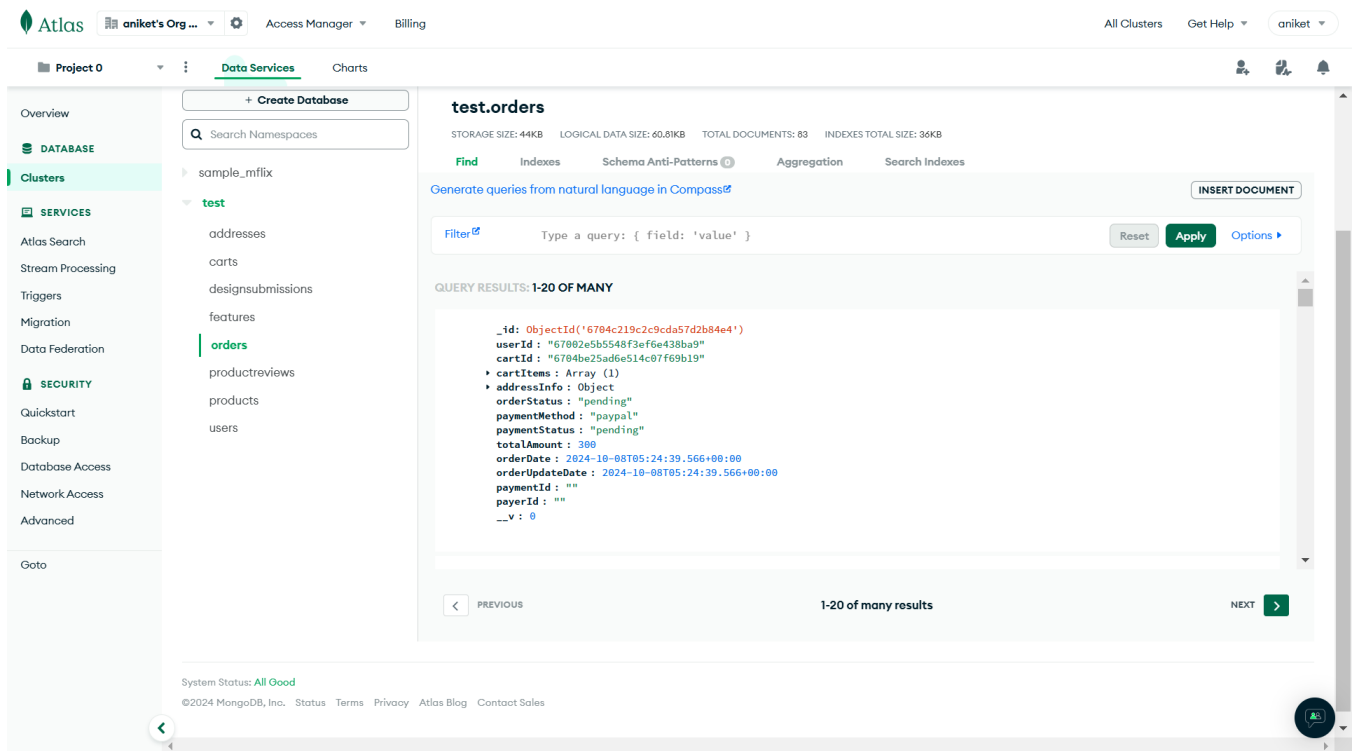 Atlas aniket's Org ... Access Manager Billing All Clusters Get Help aniket
Project 0 Data Services Charts
Overview
DATABASE
Clusters
SERVICES
Atlas Search
Stream Processing
Triggers
Migration
Data Federation
SECURITY
Quickstart
Backup
Database Access
Network Access
Advanced
Goto
+ Create Database
Search Namespaces
sample_mflix
test
addresses
carts
designsubmissions
features
orders
productreviews
products
users
test.orders
STORAGE SIZE: 44KB LOGICAL DATA SIZE: 60.81KB TOTAL DOCUMENTS: 83 INDEXES TOTAL SIZE: 36KB
Find Indexes Schema Anti-Patterns 0 Aggregation Search Indexes
Generate queries from natural language in Compass
INSERT DOCUMENT
Filter Type a query: { field: 'value' } Reset Apply Options
QUERY RESULTS: 1-20 OF MANY
_id: ObjectId('6704c219c2c9cda57d2b84e4')
userId : "67002e5b5548f3ef6e438ba9"
cartId : "6704be25ad6e514c07f69b19"
cartItems : Array (1)
addressInfo : Object
orderStatus : "pending"
paymentMethod : "paypal"
paymentStatus : "pending"
totalAmount : 300
orderDate : 2024-10-08T05:24:39.566+00:00
orderUpdateDate : 2024-10-08T05:24:39.566+00:00
paymentId : ""
payerId : ""
__v : 0
PREVIOUS 1-20 of many results NEXT
System Status: All Good
©2024 MongoDB, Inc. Status Terms Privacy Atlas Blog Contact Sales